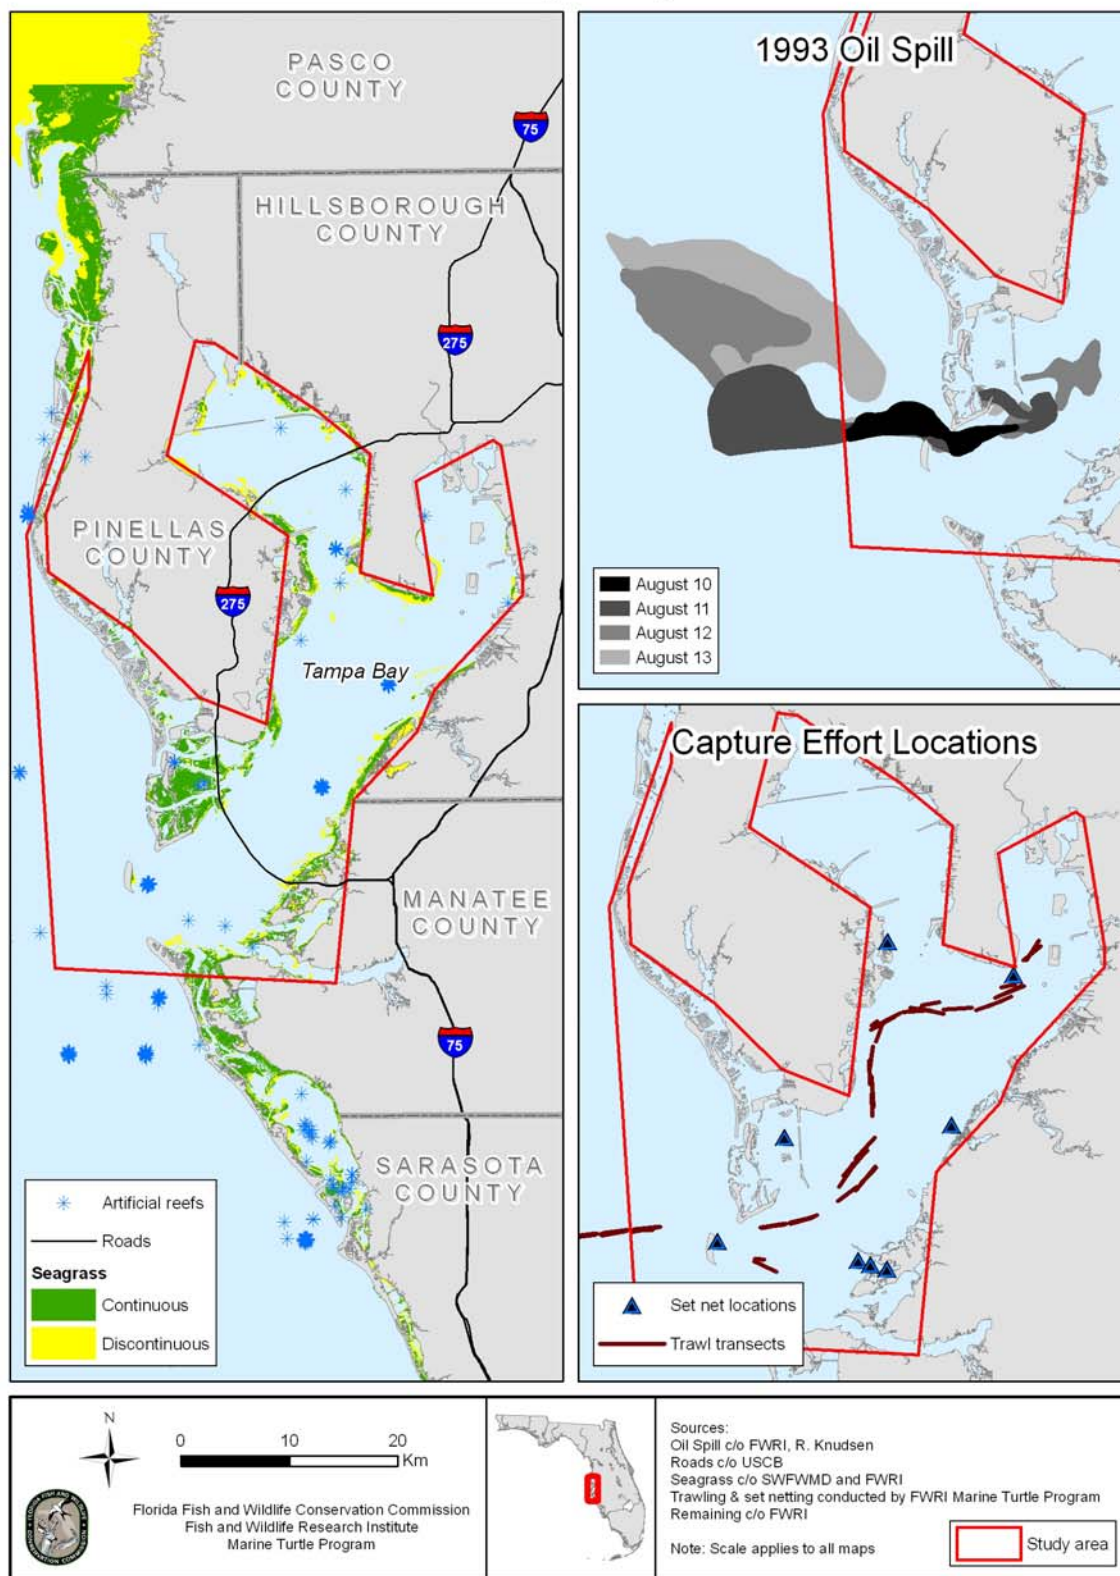 PASCO
COUNTY
75
HILLSBOROUGH
COUNTY
275
PINELLAS
COUNTY
275
Tampa Bay
MANATEE
COUNTY
75
SARASOTA
COUNTY
Artificial reefs
Roads
Seagrass
Continuous
Discontinuous
1993 Oil Spill
August 10
August 11
August 12
August 13
Capture Effort Locations
Set net locations
Trawl transects
N
0 10 20
Km
Florida Fish and Wildlife Conservation Commission
Fish and Wildlife Research Institute
Marine Turtle Program
Sources:
Oil Spill c/o FWRI, R. Knudsen
Roads c/o USCB
Seagrass c/o SWFWMD and FWRI
Trawling & set netting conducted by FWRI Marine Turtle Program
Remaining c/o FWRI
Note: Scale applies to all maps
Study area